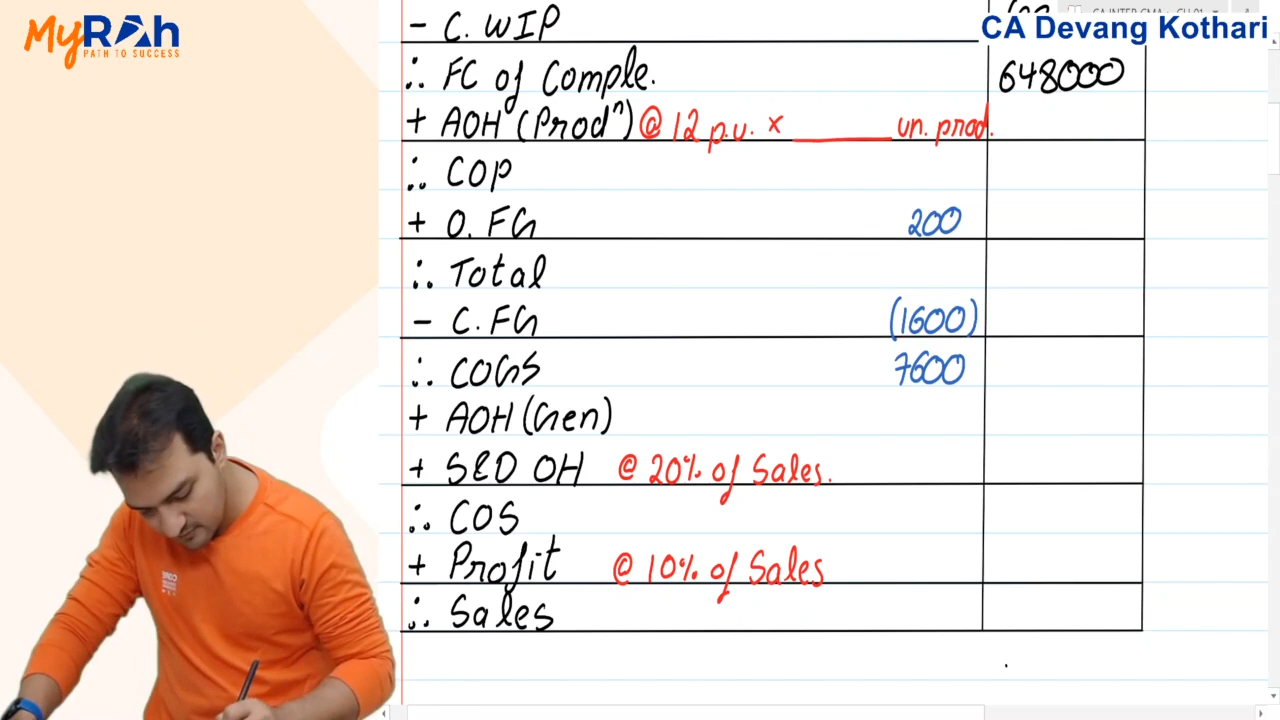 MyRAh
PATH TO SUCCESS
CA Devang Kothari
- C. WIP
∴ FC of Comple. 648000
+ AOH (Prodⁿ) @ 12 p.u. × ______ un. prod.
∴ COP
+ O. FG 200
∴ Total
- C. FG (1600)
∴ COGS 7600
+ AOH (Gen)
+ S&D OH @ 20% of Sales.
∴ COS
+ Profit @ 10% of Sales
∴ Sales